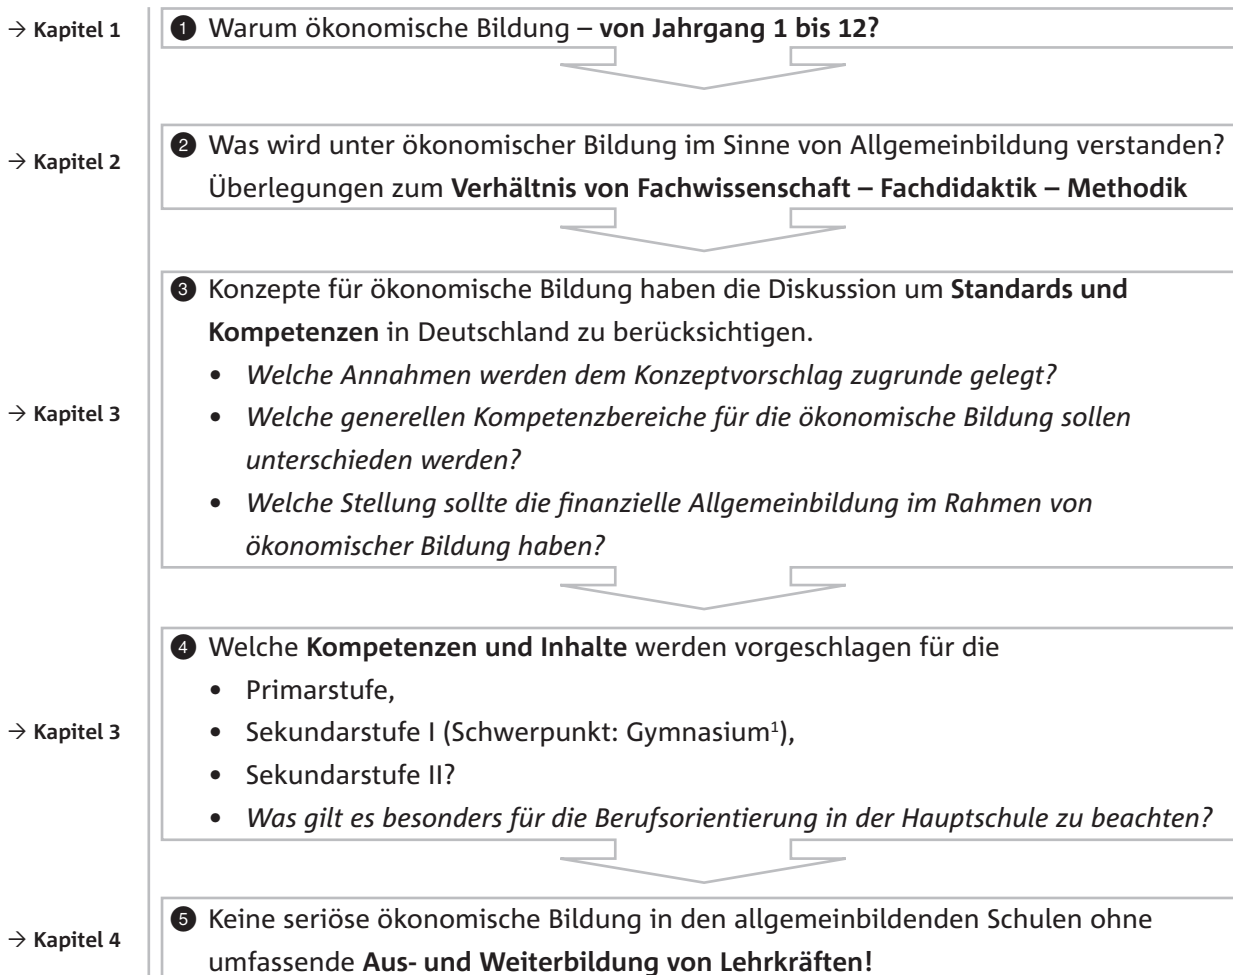 → Kapitel 1
❶ Warum ökonomische Bildung – von Jahrgang 1 bis 12?
→ Kapitel 2
❷ Was wird unter ökonomischer Bildung im Sinne von Allgemeinbildung verstanden?
Überlegungen zum Verhältnis von Fachwissenschaft – Fachdidaktik – Methodik
→ Kapitel 3
❸ Konzepte für ökonomische Bildung haben die Diskussion um Standards und
Kompetenzen in Deutschland zu berücksichtigen.
• Welche Annahmen werden dem Konzeptvorschlag zugrunde gelegt?
• Welche generellen Kompetenzbereiche für die ökonomische Bildung sollen
unterschieden werden?
• Welche Stellung sollte die finanzielle Allgemeinbildung im Rahmen von
ökonomischer Bildung haben?
→ Kapitel 3
❹ Welche Kompetenzen und Inhalte werden vorgeschlagen für die
• Primarstufe,
• Sekundarstufe I (Schwerpunkt: Gymnasium¹),
• Sekundarstufe II?
• Was gilt es besonders für die Berufsorientierung in der Hauptschule zu beachten?
→ Kapitel 4
❺ Keine seriöse ökonomische Bildung in den allgemeinbildenden Schulen ohne
umfassende Aus- und Weiterbildung von Lehrkräften!